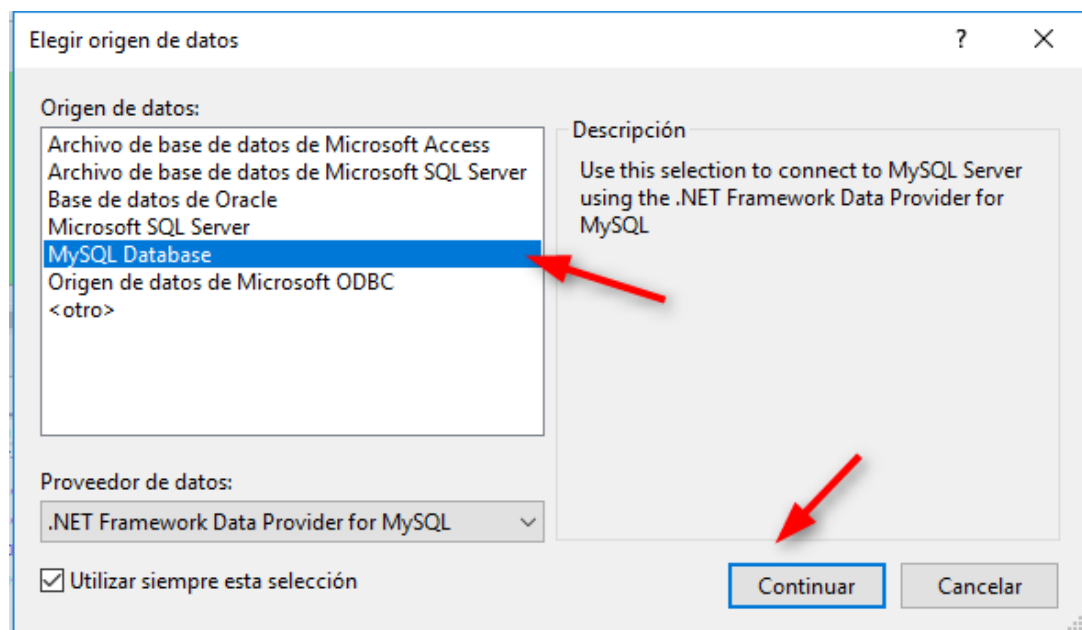 Elegir origen de datos
?
Origen de datos:
Archivo de base de datos de Microsoft Access
Archivo de base de datos de Microsoft SQL Server
Base de datos de Oracle
Microsoft SQL Server
MySQL Database
Origen de datos de Microsoft ODBC
<otro>
Descripción
Use this selection to connect to MySQL Server
using the .NET Framework Data Provider for
MySQL
Proveedor de datos:
.NET Framework Data Provider for MySQL
Utilizar siempre esta selección
Continuar
Cancelar